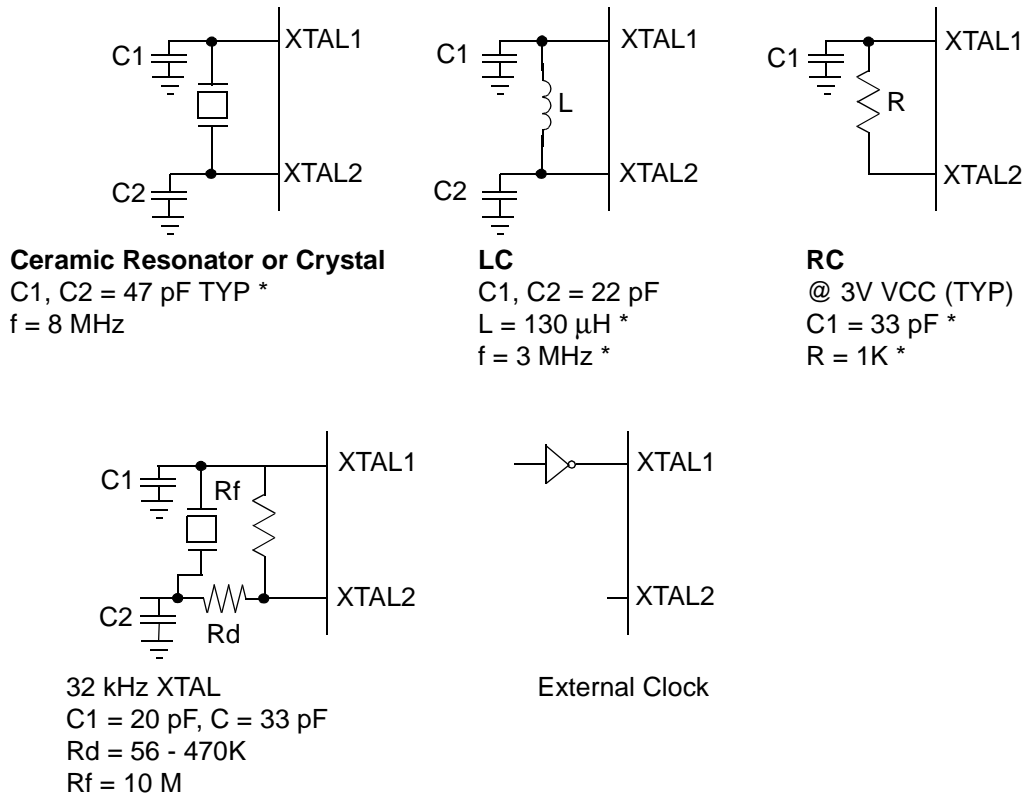 C1
XTAL1
C2
XTAL2
Ceramic Resonator or Crystal
C1, C2 = 47 pF TYP *
f = 8 MHz
C1
XTAL1
L
C2
XTAL2
LC
C1, C2 = 22 pF
L = 130 μH *
f = 3 MHz *
C1
XTAL1
R
XTAL2
RC
@ 3V VCC (TYP)
C1 = 33 pF *
R = 1K *
C1
XTAL1
Rf
C2
Rd
XTAL2
32 kHz XTAL
C1 = 20 pF, C = 33 pF
Rd = 56 - 470K
Rf = 10 M
XTAL1
XTAL2
External Clock